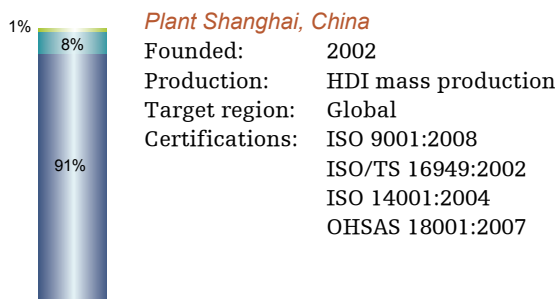 1%
8%
91%
Plant Shanghai, China
Founded: 2002
Production: HDI mass production
Target region: Global
Certifications: ISO 9001:2008
ISO/TS 16949:2002
ISO 14001:2004
OHSAS 18001:2007